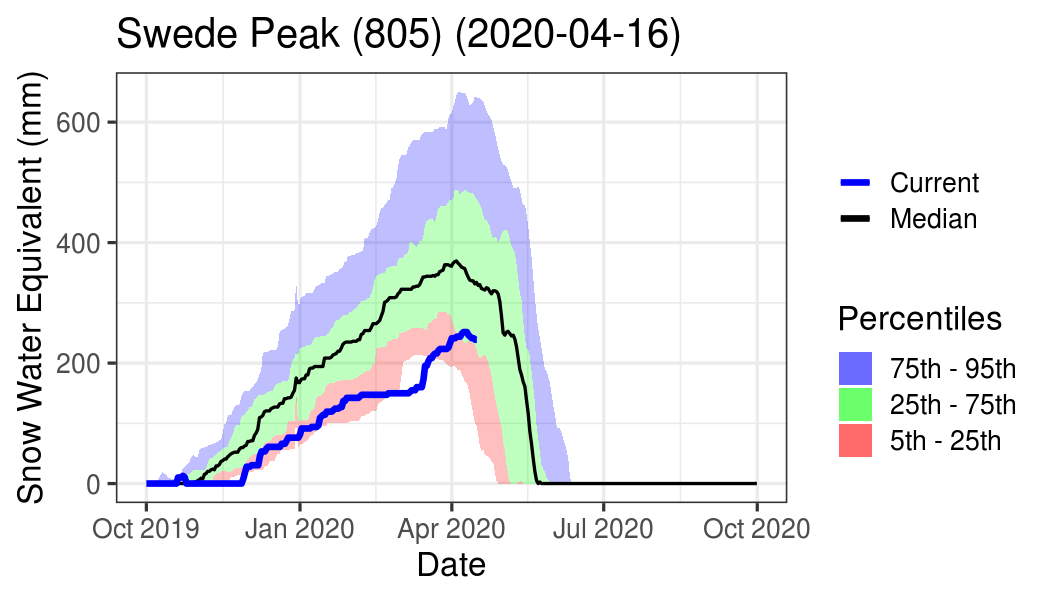 Swede Peak (805) (2020-04-16)
Snow Water Equivalent (mm)
600
400
200
0
Oct 2019
Jan 2020
Apr 2020
Jul 2020
Oct 2020
Date
Current
Median
Percentiles
75th - 95th
25th - 75th
5th - 25th